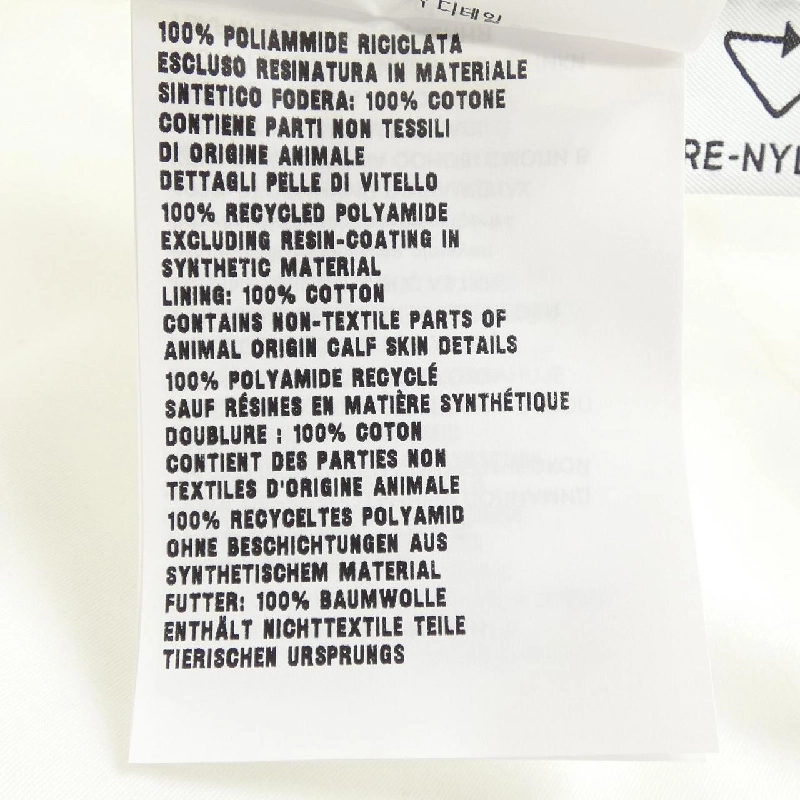 디테일
100% POLIAMMIDE RICICLATA
ESCLUSO RESINATURA IN MATERIALE
SINTETICO FODERA: 100% COTONE
CONTIENE PARTI NON TESSILI
DI ORIGINE ANIMALE
DETTAGLI PELLE DI VITELLO
100% RECYCLED POLYAMIDE
EXCLUDING RESIN-COATING IN
SYNTHETIC MATERIAL
LINING: 100% COTTON
CONTAINS NON-TEXTILE PARTS OF
ANIMAL ORIGIN CALF SKIN DETAILS
100% POLYAMIDE RECYCLÉ
SAUF RÉSINES EN MATIÈRE SYNTHÉTIQUE
DOUBLURE : 100% COTON
CONTIENT DES PARTIES NON
TEXTILES D'ORIGINE ANIMALE
100% RECYCELTES POLYAMID
OHNE BESCHICHTUNGEN AUS
SYNTHETISCHEM MATERIAL
FUTTER: 100% BAUMWOLLE
ENTHÄLT NICHTTEXTILE TEILE
TIERISCHEN URSPRUNGS
RE-NYL